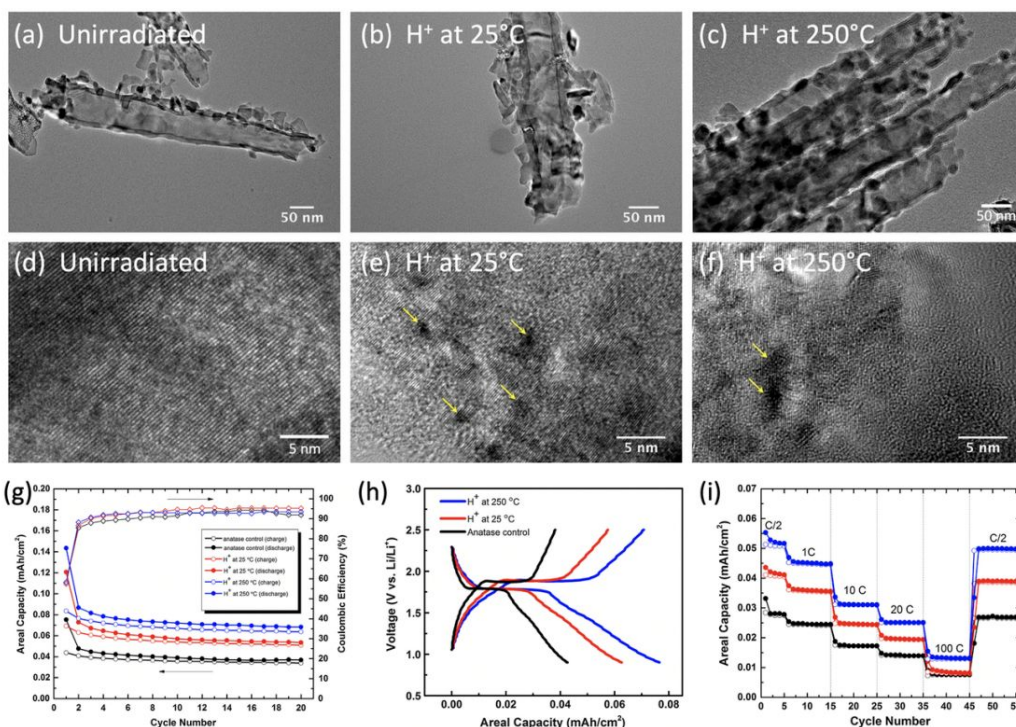 (a) Unirradiated
50 nm
(b) H⁺ at 25°C
50 nm
(c) H⁺ at 250°C
50 nm
(d) Unirradiated
5 nm
(e) H⁺ at 25°C
5 nm
(f) H⁺ at 250°C
5 nm
(g)
Areal Capacity (mAh/cm²)
0.20
0.18
0.16
0.14
0.12
0.10
0.08
0.06
0.04
0.02
0.00
100
90
80
70
60
50
40
30
20
10
0
Coulombic Efficiency (%)
anatase control (charge)
anatase control (discharge)
H⁺ at 25 °C (charge)
H⁺ at 25 °C (discharge)
H⁺ at 250 °C (charge)
H⁺ at 250 °C (discharge)
0 2 4 6 8 10 12 14 16 18 20
Cycle Number
(h)
Voltage (V vs. Li/Li⁺)
2.5
2.0
1.5
1.0
0.5
H⁺ at 250 °C
H⁺ at 25 °C
Anatase control
0.00 0.02 0.04 0.06 0.08
Areal Capacity (mAh/cm²)
(i)
Areal Capacity (mAh/cm²)
0.07
0.06
0.05
0.04
0.03
0.02
0.01
0.00
C/2
1C
10 C
20 C
100 C
C/2
0 5 10 15 20 25 30 35 40 45 50 55
Cycle Number